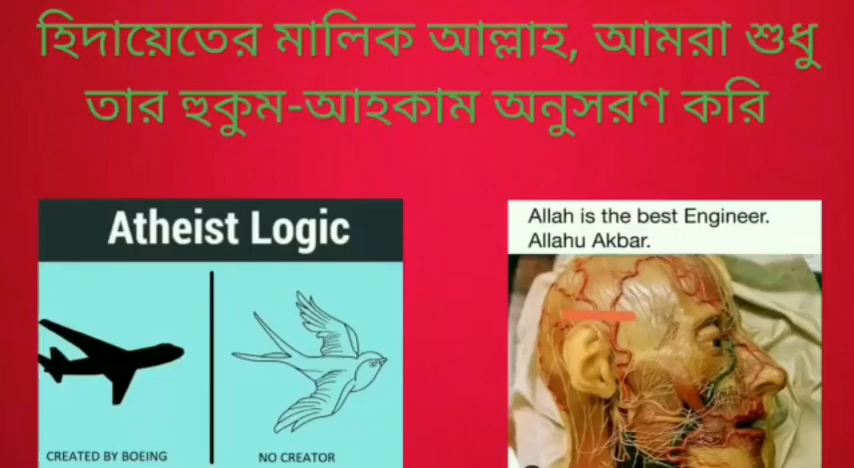 হিদায়েতের মালিক আল্লাহ, আমরা শুধু
তার হুকুম-আহকাম অনুসরণ করি
Atheist Logic
CREATED BY BOEING
NO CREATOR
Allah is the best Engineer.
Allahu Akbar.